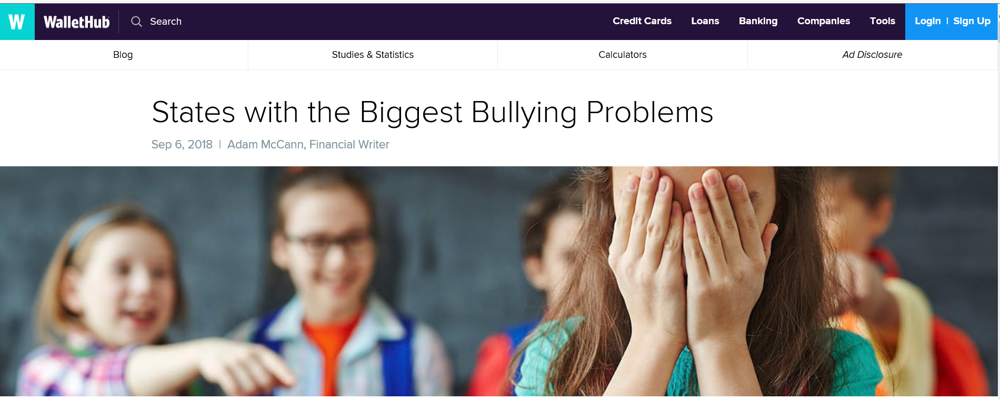 W WalletHub Search Credit Cards Loans Banking Companies Tools Login | Sign Up
Blog Studies & Statistics Calculators Ad Disclosure
States with the Biggest Bullying Problems
Sep 6, 2018 | Adam McCann, Financial Writer